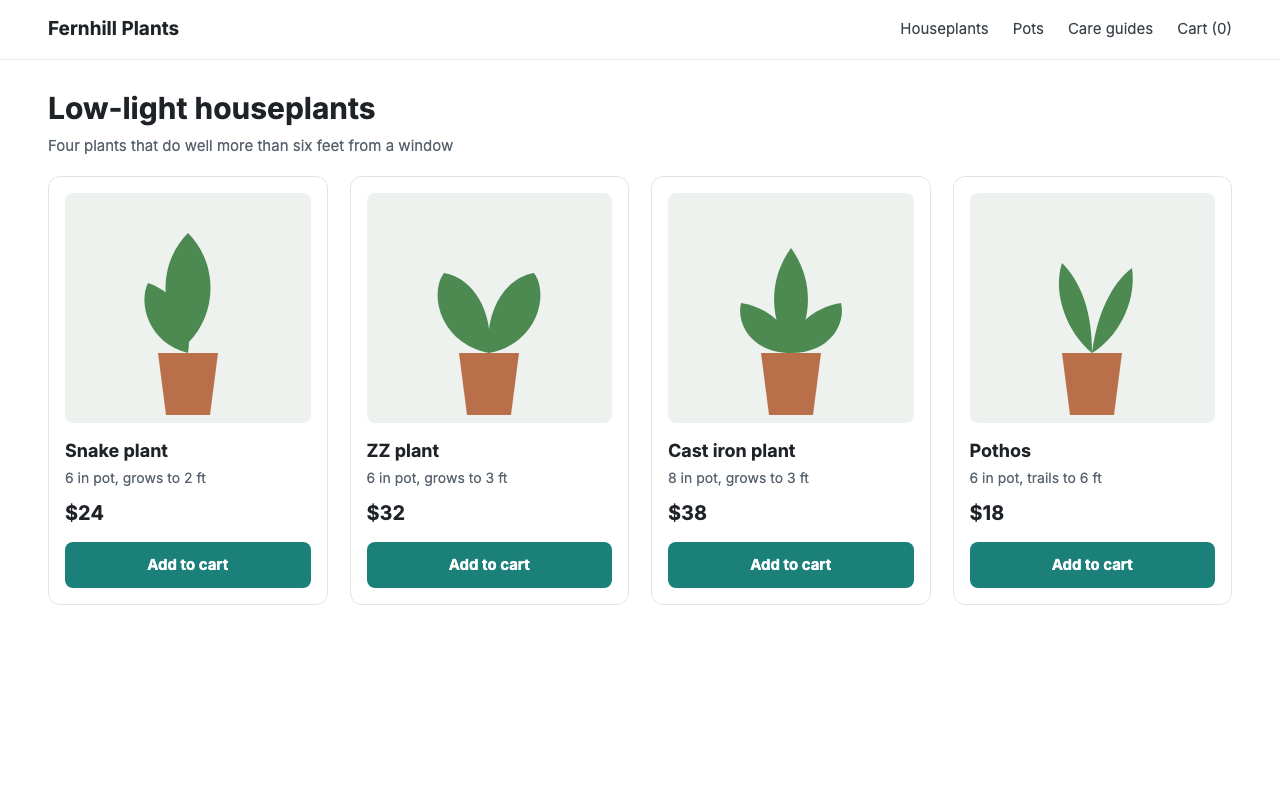 Fernhill Plants
Houseplants Pots Care guides Cart (0)
Low-light houseplants
Four plants that do well more than six feet from a window
Snake plant
6 in pot, grows to 2 ft
$24
Add to cart
ZZ plant
6 in pot, grows to 3 ft
$32
Add to cart
Cast iron plant
8 in pot, grows to 3 ft
$38
Add to cart
Pothos
6 in pot, trails to 6 ft
$18
Add to cart